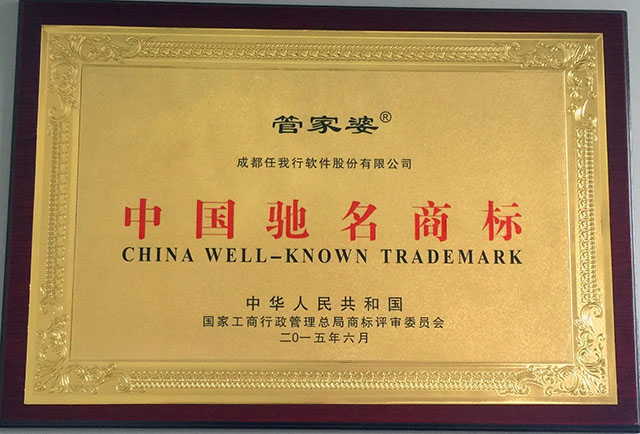 管家婆®
成都任我行软件股份有限公司
中国驰名商标
CHINA WELL-KNOWN TRADEMARK
中华人民共和国
国家工商行政管理总局商标评审委员会
二〇一五年六月